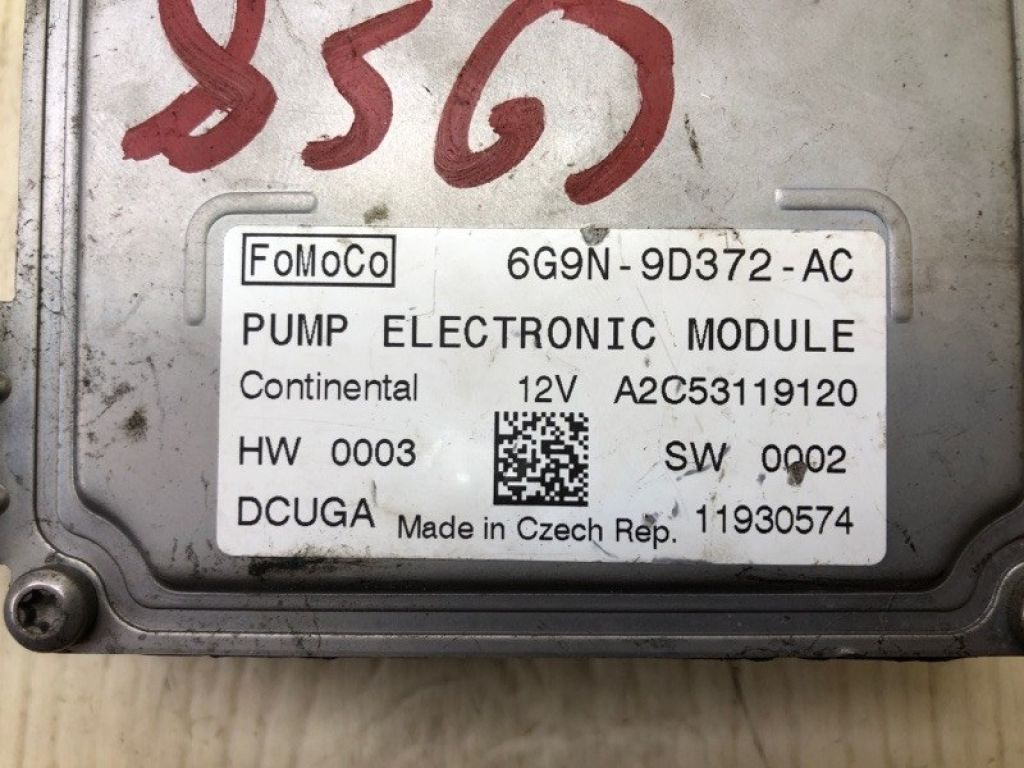 FoMoCo 6G9N-9D372-AC
PUMP ELECTRONIC MODULE
Continental 12V A2C53119120
HW 0003 SW 0002
DCUGA Made in Czech Rep. 11930574